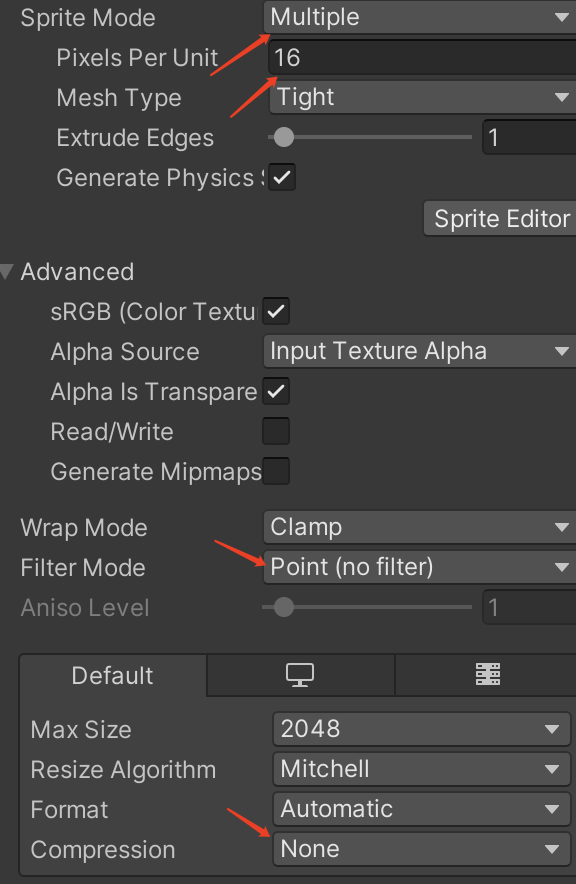 Sprite Mode Multiple
Pixels Per Unit 16
Mesh Type Tight
Extrude Edges 1
Generate Physics
Sprite Editor
Advanced
sRGB (Color Textu
Alpha Source Input Texture Alpha
Alpha Is Transpare
Read/Write
Generate Mipmaps
Wrap Mode Clamp
Filter Mode Point (no filter)
Aniso Level 1
Default
Max Size 2048
Resize Algorithm Mitchell
Format Automatic
Compression None